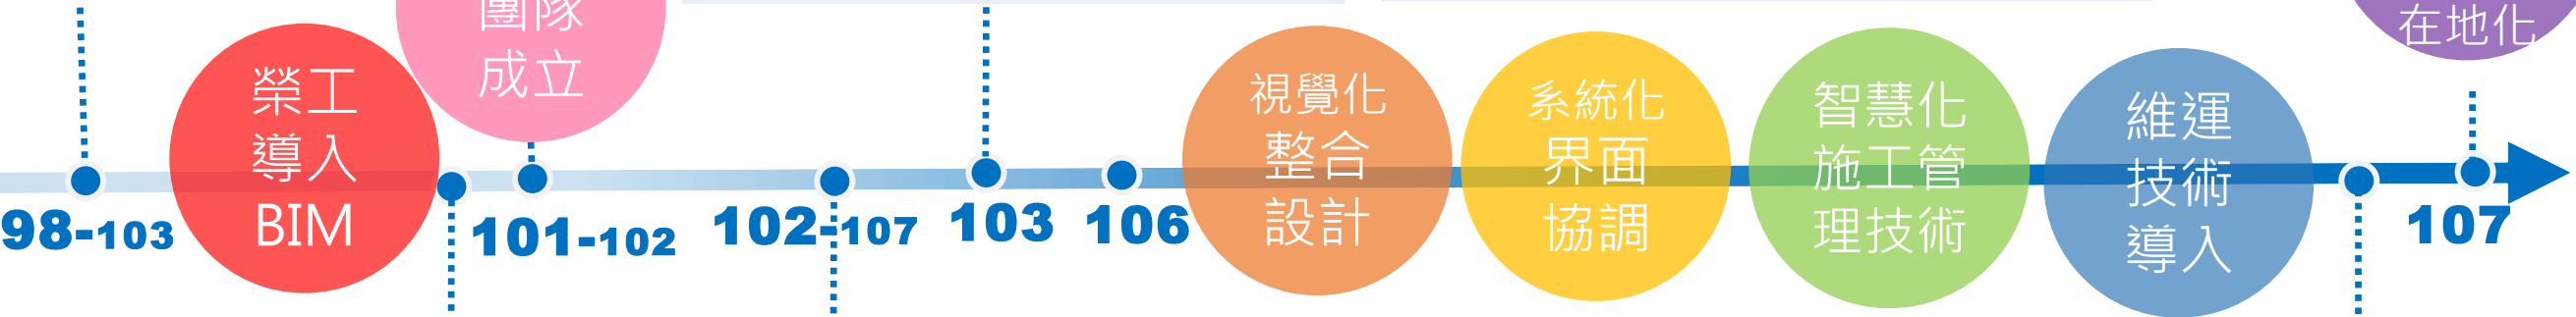 團隊
成立
榮工
導入
BIM
視覺化
整合
設計
系統化
界面
協調
智慧化
施工管
理技術
維運
技術
導入
在地化
98-103
101-102
102-107
103
106
107